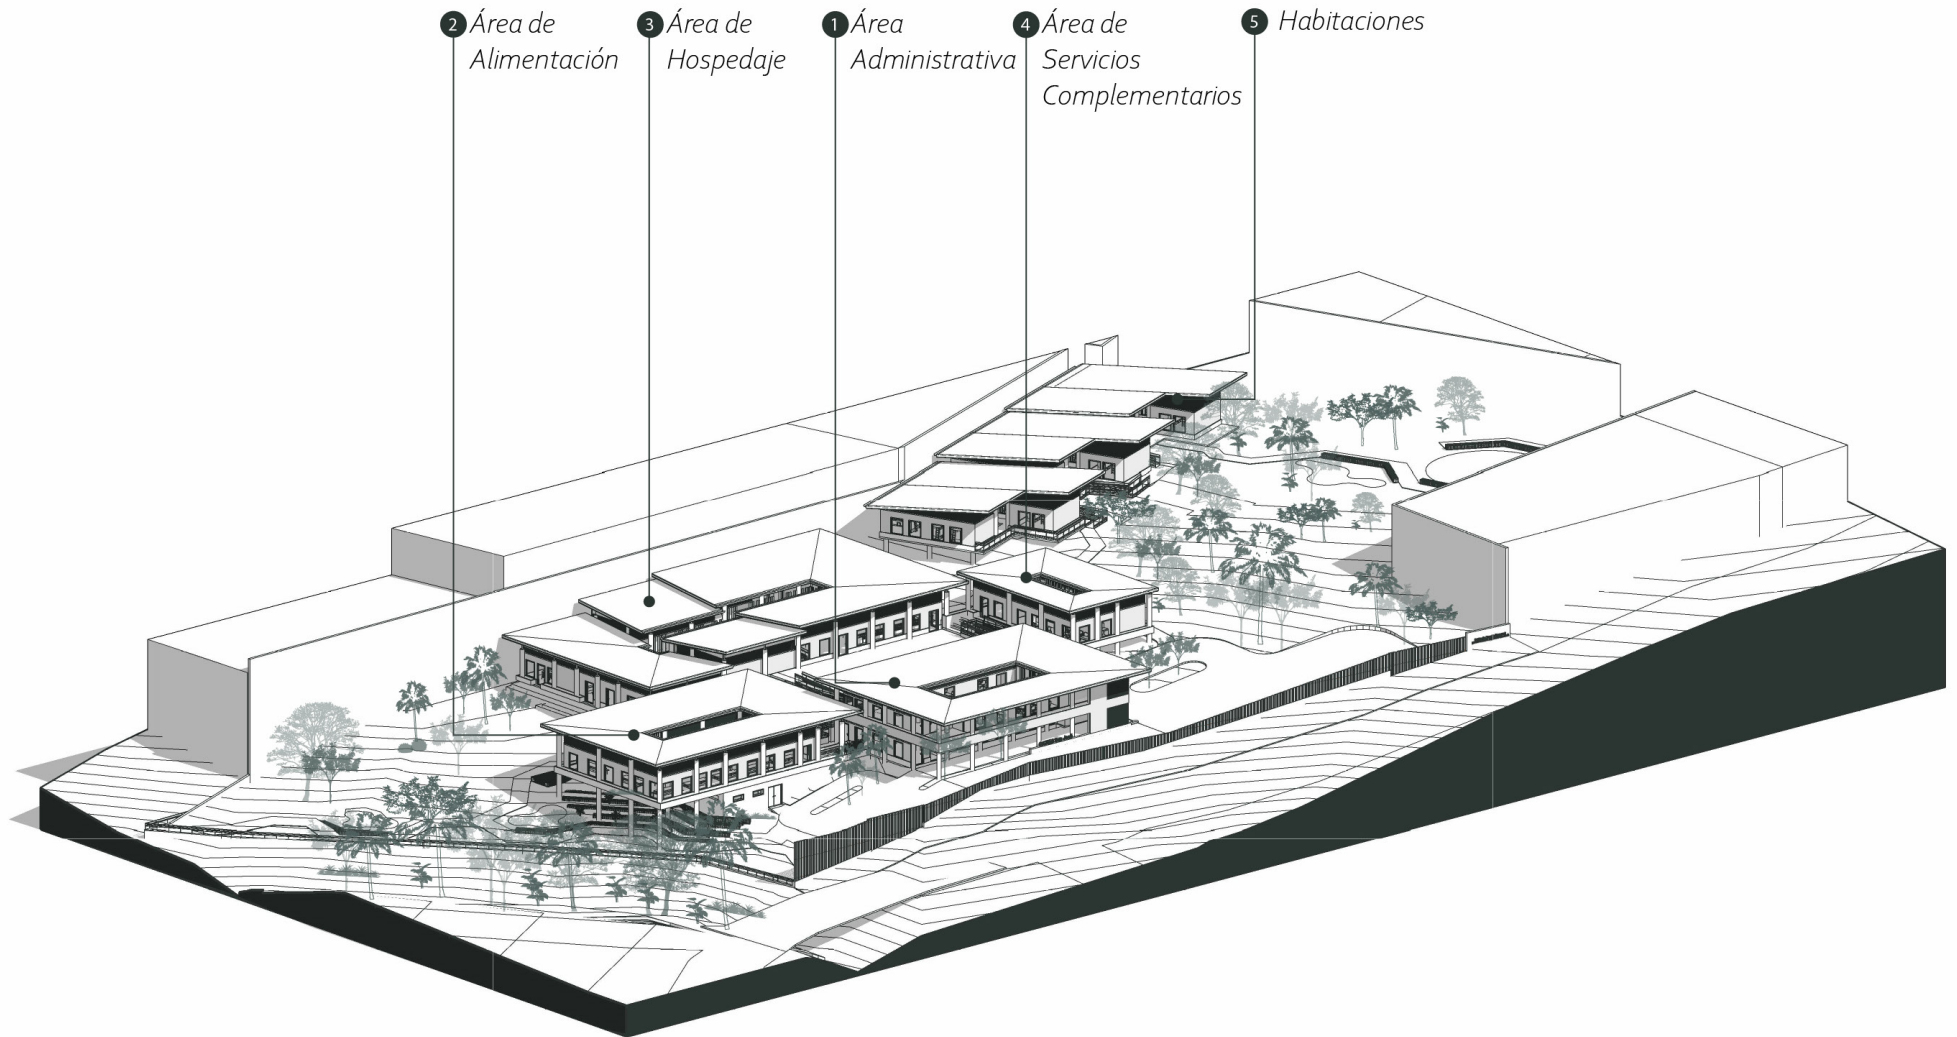 2 Área de
Alimentación
3 Área de
Hospedaje
1 Área
Administrativa
4 Área de
Servicios
Complementarios
5 Habitaciones